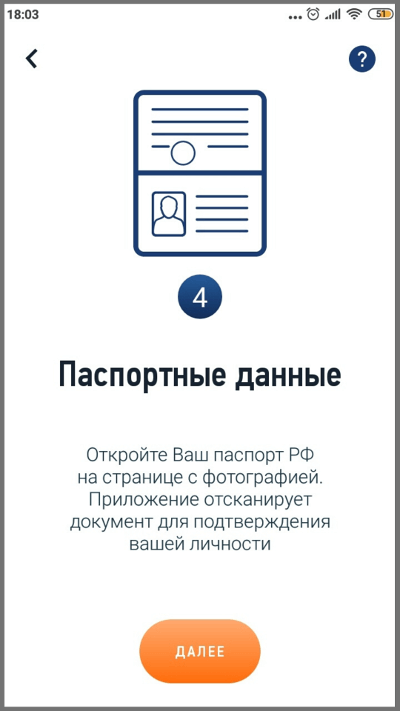 18:03
51
?
4
Паспортные данные
Откройте Ваш паспорт РФ
на странице с фотографией.
Приложение отсканирует
документ для подтверждения
вашей личности
ДАЛЕЕ